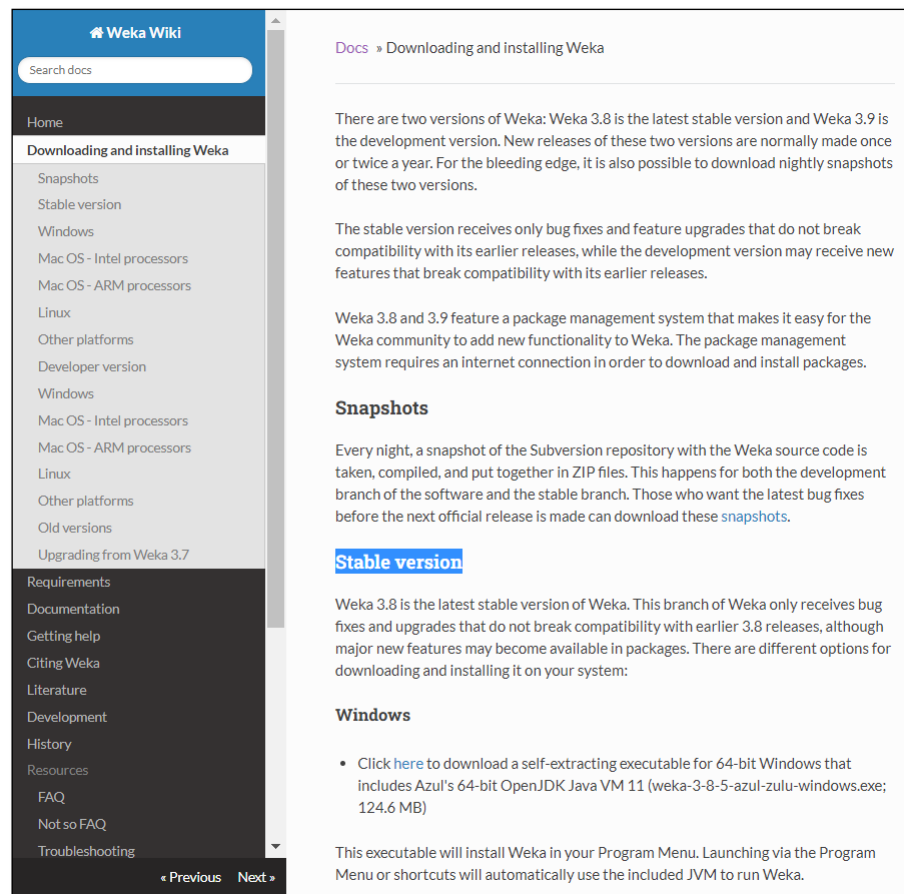 Weka Wiki
Search docs
Home
Downloading and installing Weka
Snapshots
Stable version
Windows
Mac OS - Intel processors
Mac OS - ARM processors
Linux
Other platforms
Developer version
Windows
Mac OS - Intel processors
Mac OS - ARM processors
Linux
Other platforms
Old versions
Upgrading from Weka 3.7
Requirements
Documentation
Getting help
Citing Weka
Literature
Development
History
Resources
FAQ
Not so FAQ
Troubleshooting
« Previous Next »
Docs » Downloading and installing Weka
There are two versions of Weka: Weka 3.8 is the latest stable version and Weka 3.9 is
the development version. New releases of these two versions are normally made once
or twice a year. For the bleeding edge, it is also possible to download nightly snapshots
of these two versions.
The stable version receives only bug fixes and feature upgrades that do not break
compatibility with its earlier releases, while the development version may receive new
features that break compatibility with its earlier releases.
Weka 3.8 and 3.9 feature a package management system that makes it easy for the
Weka community to add new functionality to Weka. The package management
system requires an internet connection in order to download and install packages.
Snapshots
Every night, a snapshot of the Subversion repository with the Weka source code is
taken, compiled, and put together in ZIP files. This happens for both the development
branch of the software and the stable branch. Those who want the latest bug fixes
before the next official release is made can download these snapshots.
Stable version
Weka 3.8 is the latest stable version of Weka. This branch of Weka only receives bug
fixes and upgrades that do not break compatibility with earlier 3.8 releases, although
major new features may become available in packages. There are different options for
downloading and installing it on your system:
Windows
• Click here to download a self-extracting executable for 64-bit Windows that
includes Azul's 64-bit OpenJDK Java VM 11 (weka-3-8-5-azul-zulu-windows.exe;
124.6 MB)
This executable will install Weka in your Program Menu. Launching via the Program
Menu or shortcuts will automatically use the included JVM to run Weka.